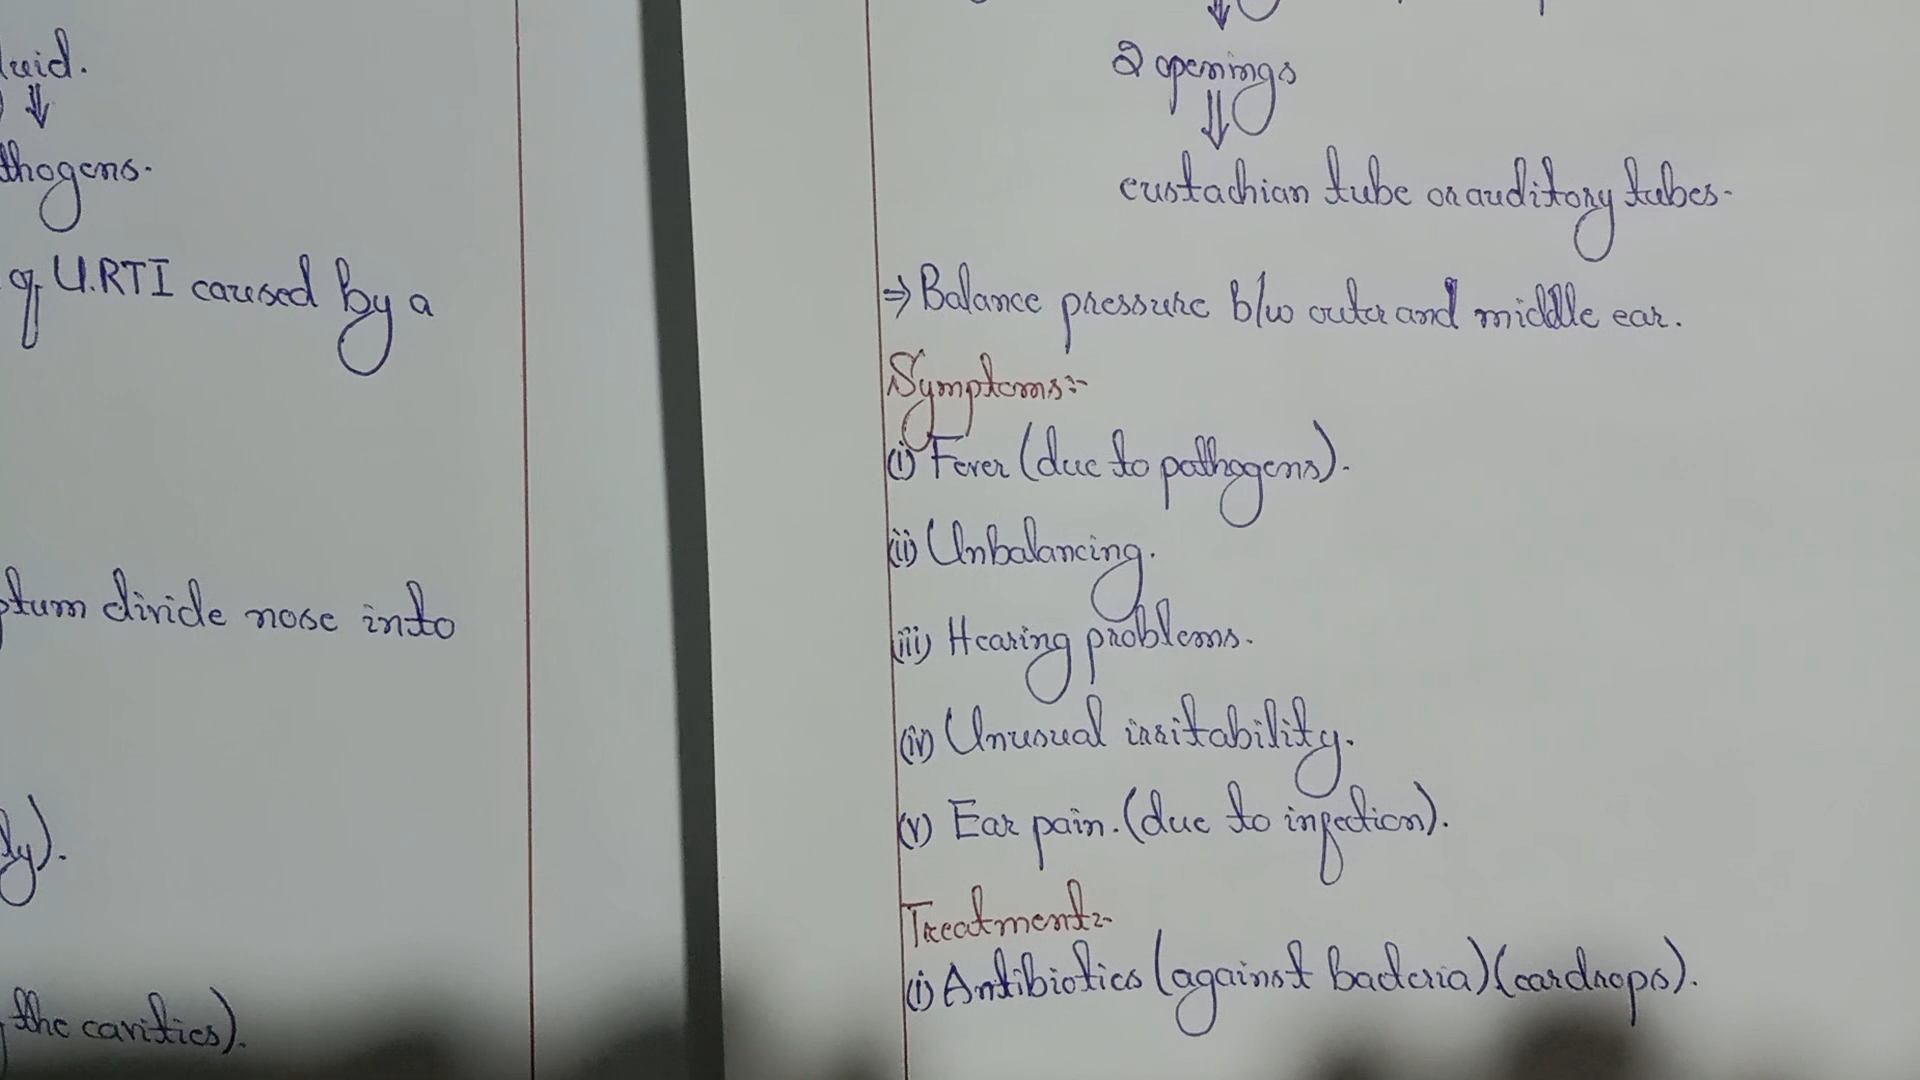 luid.
⇓
thogens.
of U.RTI caused by a
ptum divide nose into
ly).
the cavities).
⇓
2 openings
⇓
eustachian tube or auditory tubes.
⇒ Balance pressure b/w outer and middle ear.
Symptoms:-
(i) Fever (due to pathogens).
(ii) Unbalancing.
(iii) Hearing problems.
(iv) Unusual irritability.
(v) Ear pain. (due to infection).
Treatment:-
(i) Antibiotics (against bacteria) (eardrops).